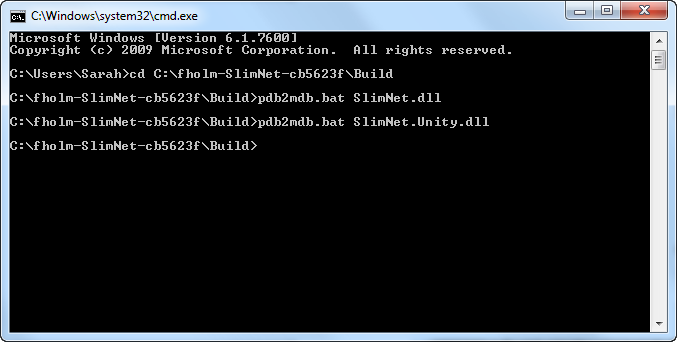 C:\Windows\system32\cmd.exe
Microsoft Windows [Version 6.1.7600]
Copyright (c) 2009 Microsoft Corporation.  All rights reserved.
C:\Users\Sarah>cd C:\fholm-SlimNet-cb5623f\Build
C:\fholm-SlimNet-cb5623f\Build>pdb2mdb.bat SlimNet.dll
C:\fholm-SlimNet-cb5623f\Build>pdb2mdb.bat SlimNet.Unity.dll
C:\fholm-SlimNet-cb5623f\Build>